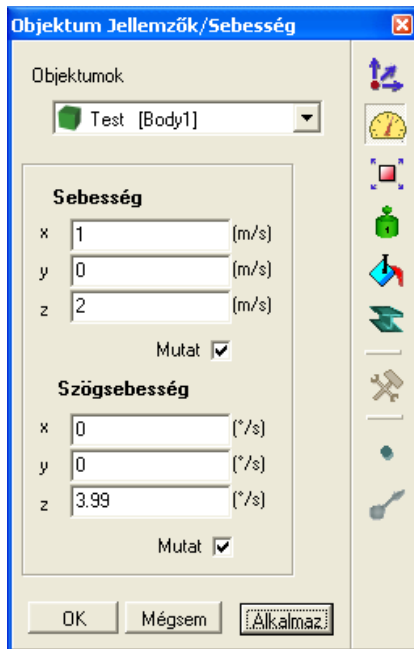 Objektum Jellemzők/Sebesség
Objektumok
Test [Body1]
Sebesség
x 1 (m/s)
y 0 (m/s)
z 2 (m/s)
Mutat
Szögsebesség
x 0 (°/s)
y 0 (°/s)
z 3.99 (°/s)
Mutat
OK Mégsem Alkalmaz
1